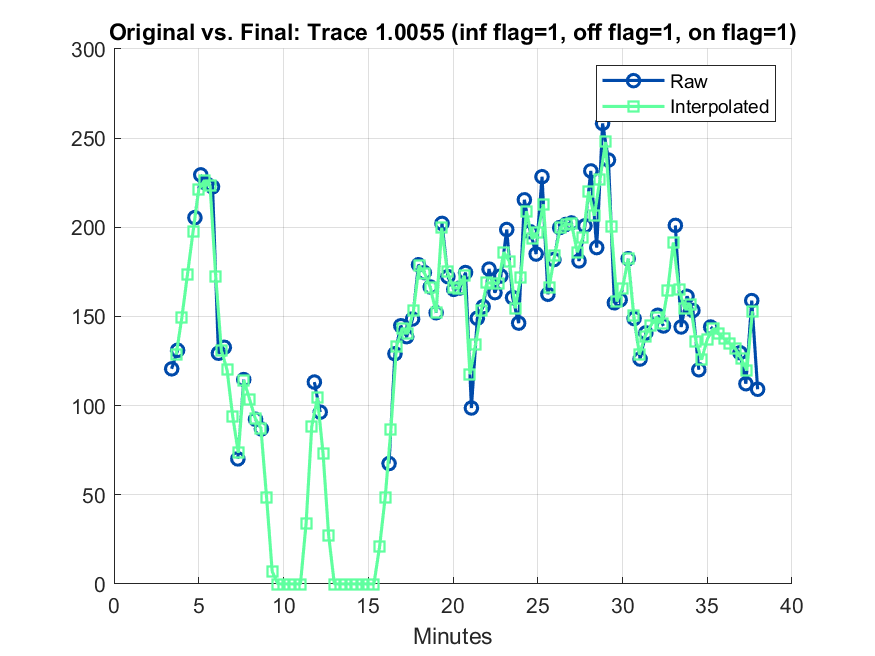 Original vs. Final: Trace 1.0055 (inf flag=1, off flag=1, on flag=1)
300
250
200
150
100
50
0
Raw
Interpolated
0 5 10 15 20 25 30 35 40
Minutes